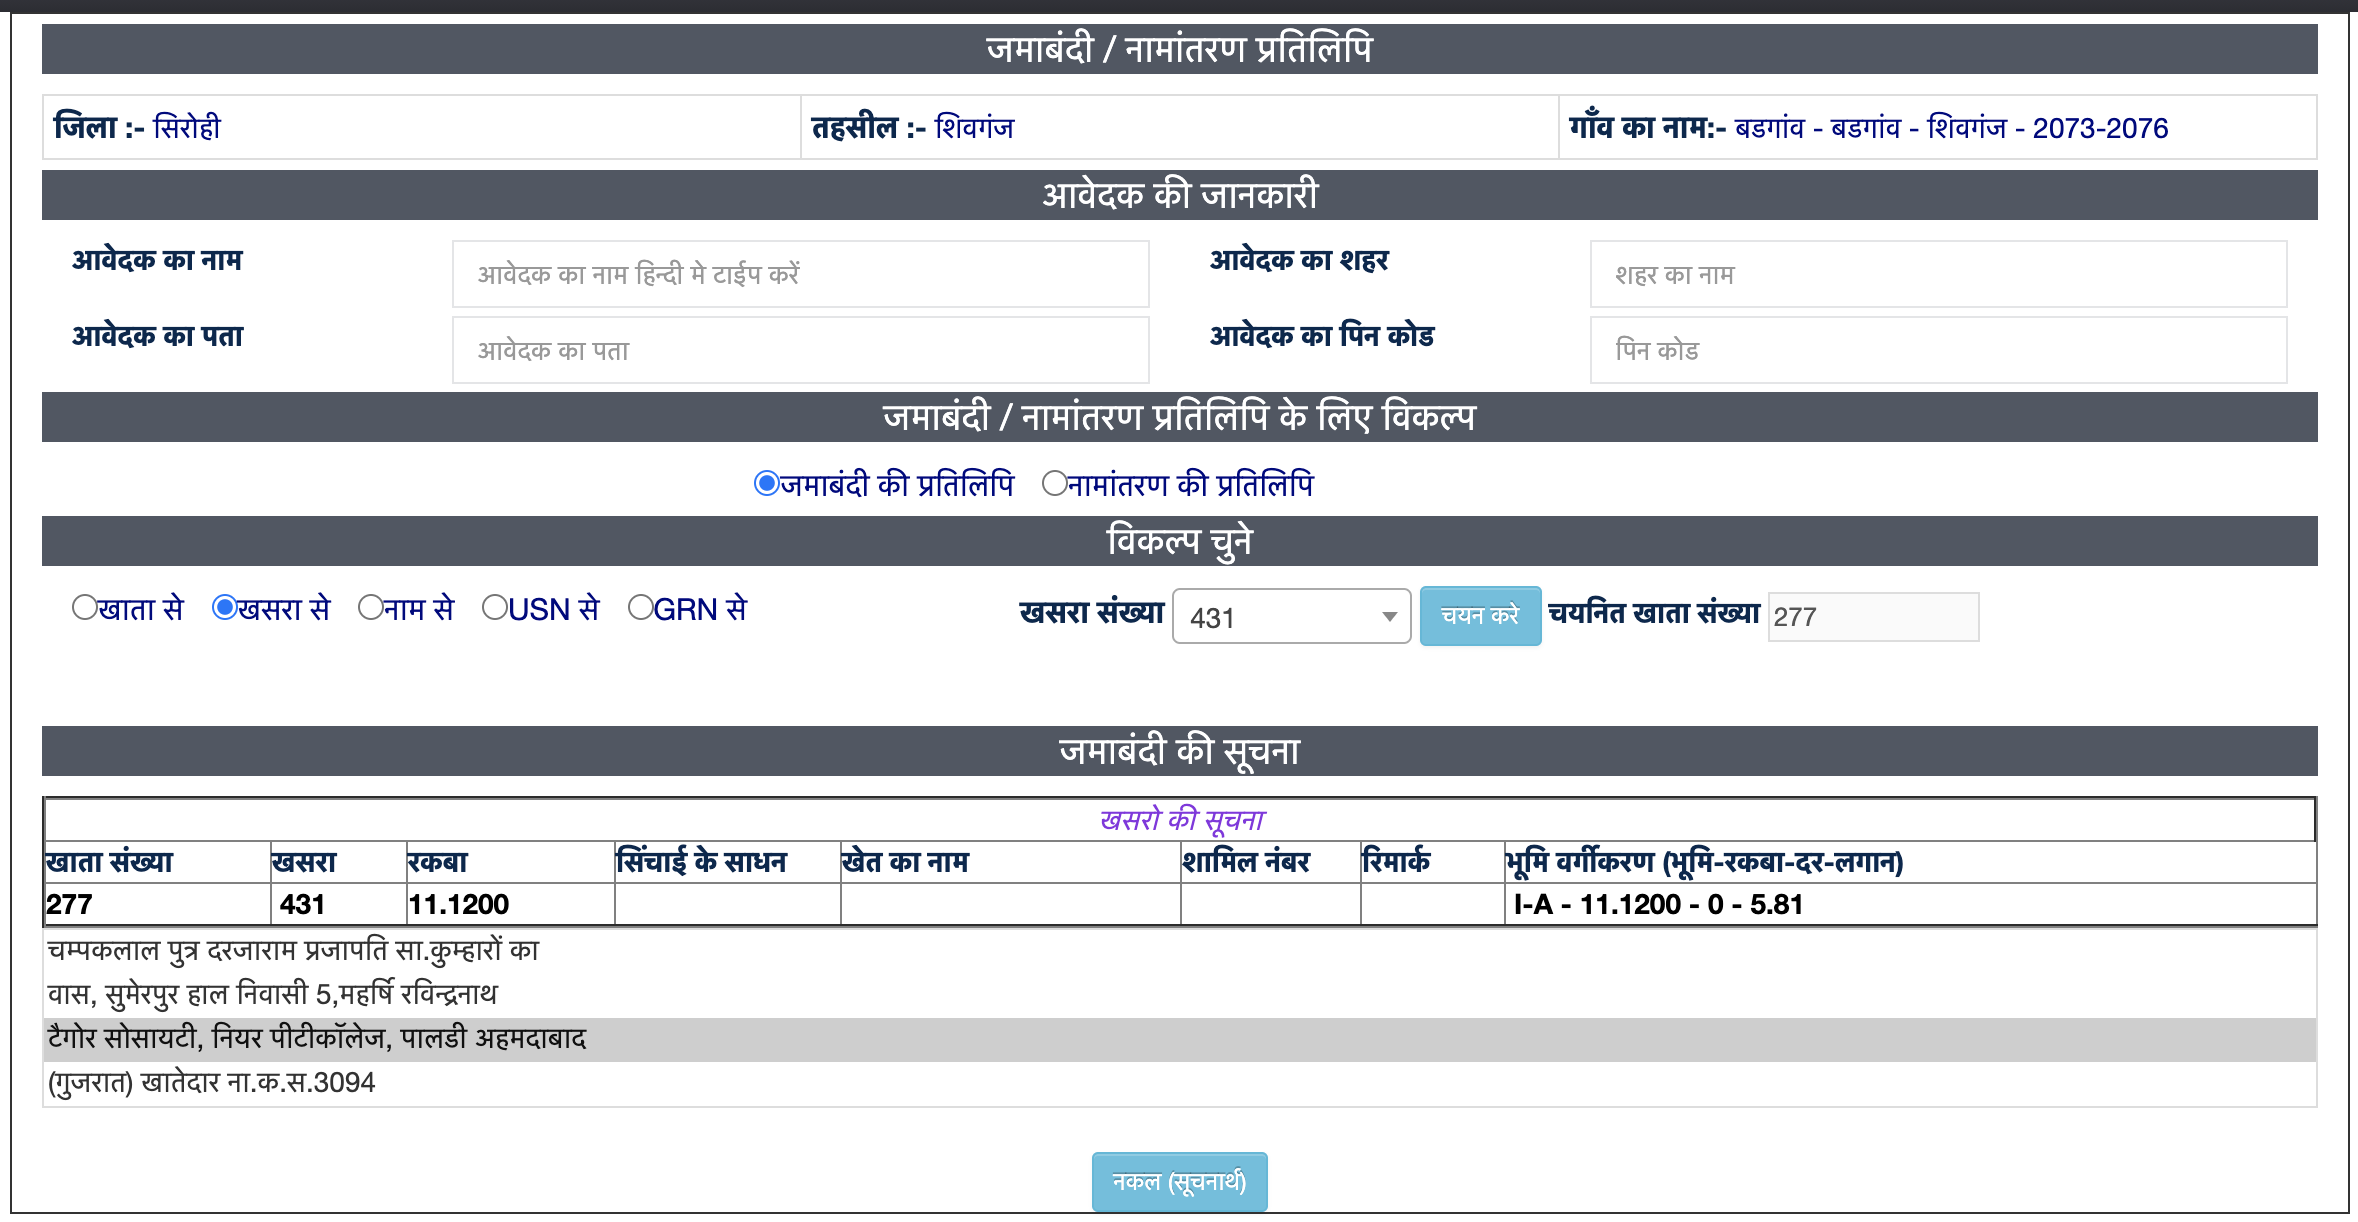 जमाबंदी / नामांतरण प्रतिलिपि
जिला :- सिरोही तहसील :- शिवगंज गाँव का नाम:- बडगांव - बडगांव - शिवगंज - 2073-2076
आवेदक की जानकारी
आवेदक का नाम आवेदक का नाम हिन्दी मे टाईप करें आवेदक का शहर शहर का नाम
आवेदक का पता आवेदक का पता आवेदक का पिन कोड पिन कोड
जमाबंदी / नामांतरण प्रतिलिपि के लिए विकल्प
जमाबंदी की प्रतिलिपि नामांतरण की प्रतिलिपि
विकल्प चुने
खाता से खसरा से नाम से USN से GRN से खसरा संख्या 431 चयन करे चयनित खाता संख्या 277
जमाबंदी की सूचना
खसरो की सूचना
खाता संख्या खसरा रकबा सिंचाई के साधन खेत का नाम शामिल नंबर रिमार्क भूमि वर्गीकरण (भूमि-रकबा-दर-लगान)
277 431 11.1200 I-A - 11.1200 - 0 - 5.81
चम्पकलाल पुत्र दरजाराम प्रजापति सा.कुम्हारों का
वास, सुमेरपुर हाल निवासी 5,महर्षि रविन्द्रनाथ
टैगोर सोसायटी, नियर पीटीकॉलेज, पालडी अहमदाबाद
(गुजरात) खातेदार ना.क.स.3094
नकल (सूचनार्थ)